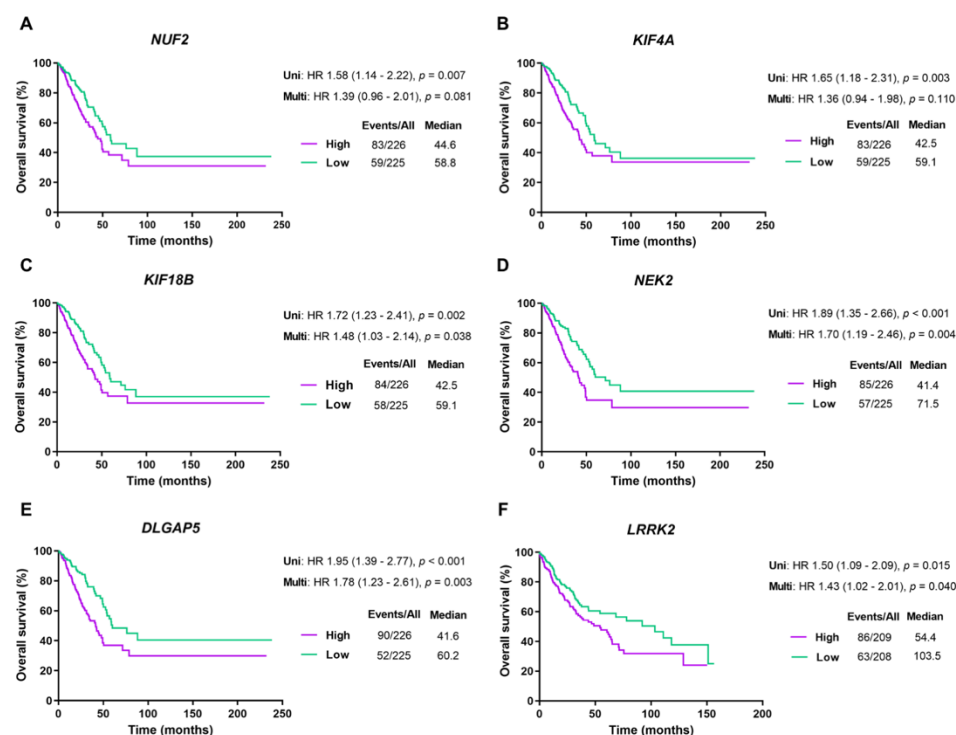 A
NUF2
Overall survival (%)
100
80
60
40
20
0
0 50 100 150 200 250
Time (months)
Uni: HR 1.58 (1.14 - 2.22), p = 0.007
Multi: HR 1.39 (0.96 - 2.01), p = 0.081
Events/All Median
High 83/226 44.6
Low 59/225 58.8
B
KIF4A
Overall survival (%)
100
80
60
40
20
0
0 50 100 150 200 250
Time (months)
Uni: HR 1.65 (1.18 - 2.31), p = 0.003
Multi: HR 1.36 (0.94 - 1.98), p = 0.110
Events/All Median
High 83/226 42.5
Low 59/225 59.1
C
KIF18B
Overall survival (%)
100
80
60
40
20
0
0 50 100 150 200 250
Time (months)
Uni: HR 1.72 (1.23 - 2.41), p = 0.002
Multi: HR 1.48 (1.03 - 2.14), p = 0.038
Events/All Median
High 84/226 42.5
Low 58/225 59.1
D
NEK2
Overall survival (%)
100
80
60
40
20
0
0 50 100 150 200 250
Time (months)
Uni: HR 1.89 (1.35 - 2.66), p < 0.001
Multi: HR 1.70 (1.19 - 2.46), p = 0.004
Events/All Median
High 85/226 41.4
Low 57/225 71.5
E
DLGAP5
Overall survival (%)
100
80
60
40
20
0
0 50 100 150 200 250
Time (months)
Uni: HR 1.95 (1.39 - 2.77), p < 0.001
Multi: HR 1.78 (1.23 - 2.61), p = 0.003
Events/All Median
High 90/226 41.6
Low 52/225 60.2
F
LRRK2
Overall survival (%)
100
80
60
40
20
0
0 50 100 150 200
Time (months)
Uni: HR 1.50 (1.09 - 2.09), p = 0.015
Multi: HR 1.43 (1.02 - 2.01), p = 0.040
Events/All Median
High 86/209 54.4
Low 63/208 103.5